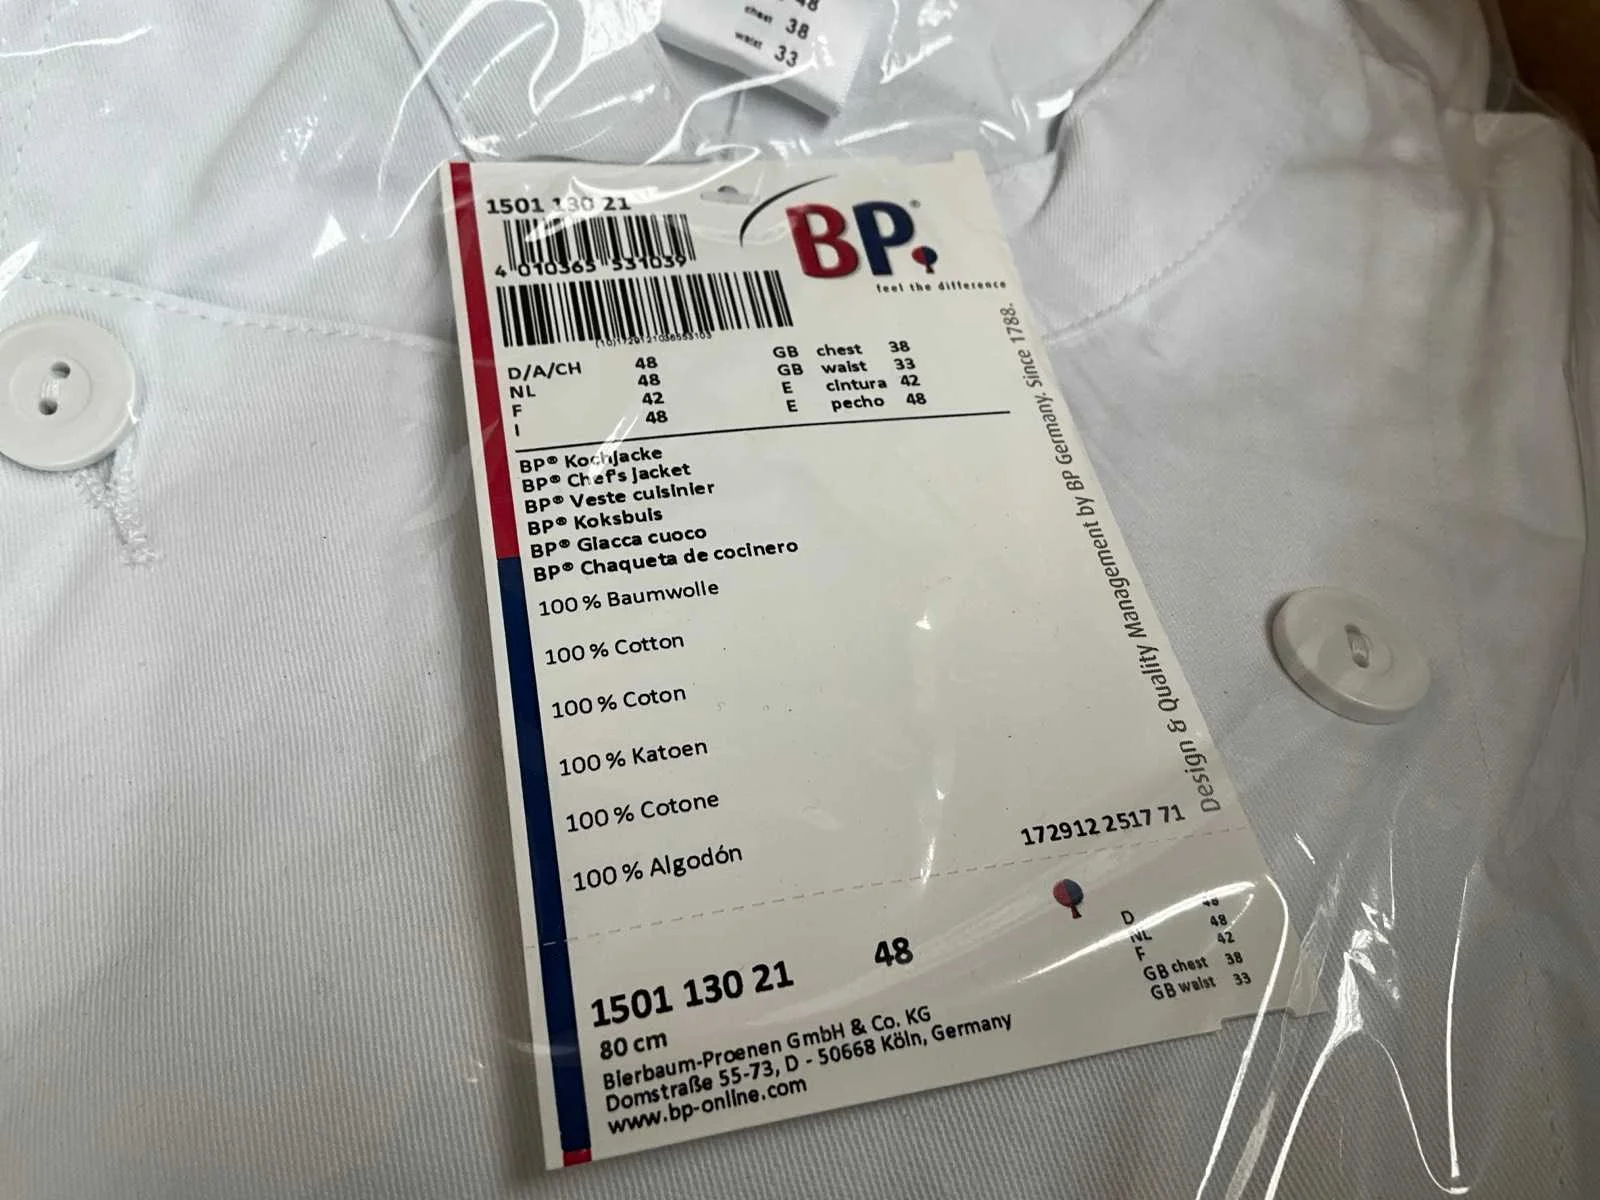 48
chest 38
waist 33
1501 130 21
4 010365 531039
BP®
feel the difference
D/A/CH 48
NL 48
F 42
I 48
GB chest 38
GB waist 33
E cintura 42
E pecho 48
BP® Kochjacke
BP® Chef's jacket
BP® Veste cuisinier
BP® Koksbuis
BP® Giacca cuoco
BP® Chaqueta de cocinero
100 % Baumwolle
100 % Cotton
100 % Coton
100 % Katoen
100 % Cotone
100 % Algodón
Design & Quality Management by BP Germany. Since 1788.
172912 2517 71
1501 130 21 48
80 cm
Bierbaum-Proenen GmbH & Co. KG
Domstraße 55-73, D - 50668 Köln, Germany
www.bp-online.com
D 48
NL 48
F 42
GB chest 38
GB waist 33